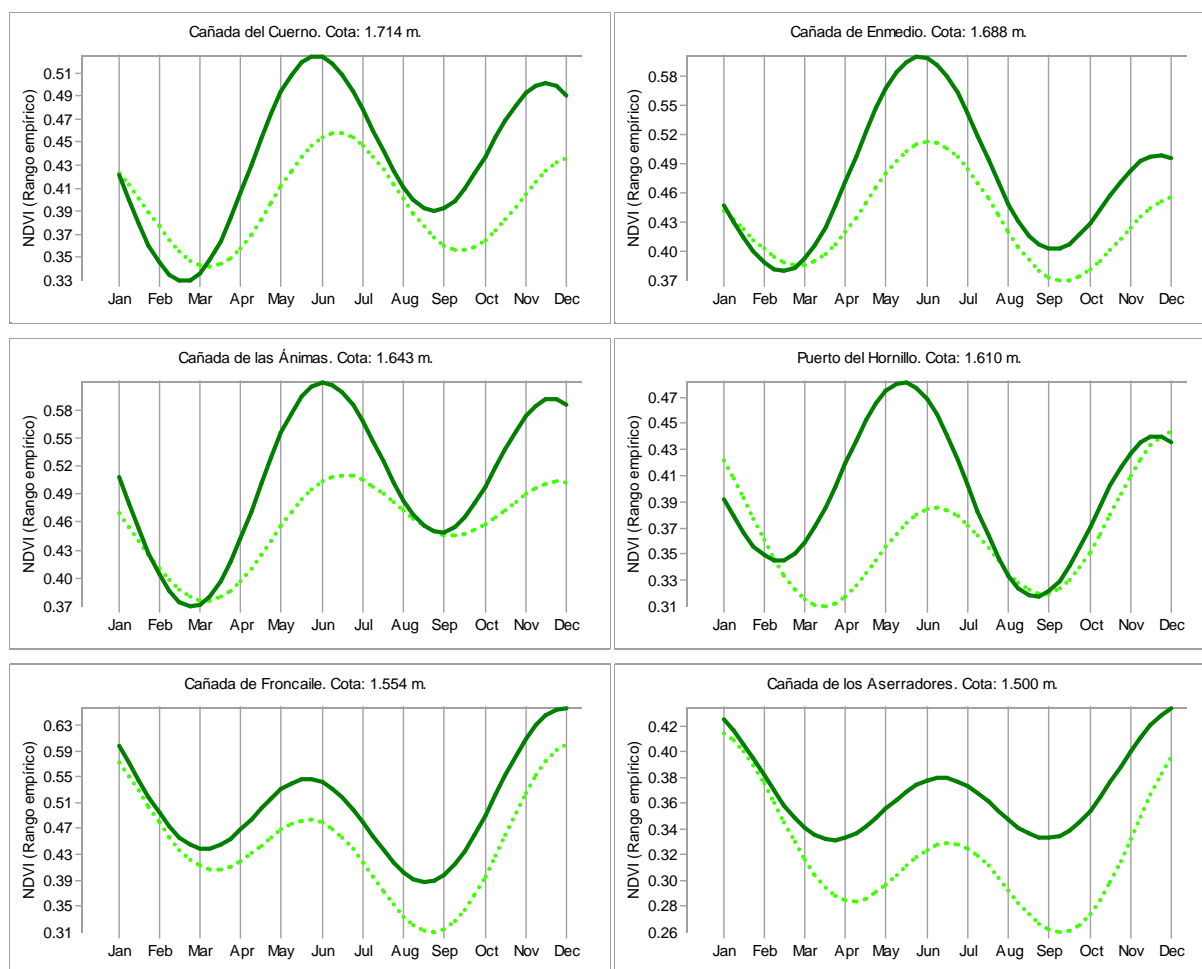 Cañada del Cuerno. Cota: 1.714 m.
NDVI (Rango empírico)
0.51
0.49
0.45
0.43
0.41
0.39
0.37
0.35
0.33
Jan Feb Mar Apr May Jun Jul Aug Sep Oct Nov Dec
Cañada de Enmedio. Cota: 1.688 m.
NDVI (Rango empírico)
0.58
0.55
0.52
0.49
0.46
0.43
0.40
0.37
Jan Feb Mar Apr May Jun Jul Aug Sep Oct Nov Dec
Cañada de las Ánimas. Cota: 1.643 m.
NDVI (Rango empírico)
0.58
0.55
0.52
0.49
0.46
0.43
0.40
0.37
Jan Feb Mar Apr May Jun Jul Aug Sep Oct Nov Dec
Puerto del Hornillo. Cota: 1.610 m.
NDVI (Rango empírico)
0.47
0.45
0.43
0.41
0.39
0.37
0.35
0.33
0.31
Jan Feb Mar Apr May Jun Jul Aug Sep Oct Nov Dec
Cañada de Froncaile. Cota: 1.554 m.
NDVI (Rango empírico)
0.63
0.59
0.55
0.51
0.47
0.43
0.39
0.35
0.31
Jan Feb Mar Apr May Jun Jul Aug Sep Oct Nov Dec
Cañada de los Aserradores. Cota: 1.500 m.
NDVI (Rango empírico)
0.42
0.40
0.38
0.36
0.34
0.32
0.30
0.28
0.26
Jan Feb Mar Apr May Jun Jul Aug Sep Oct Nov Dec